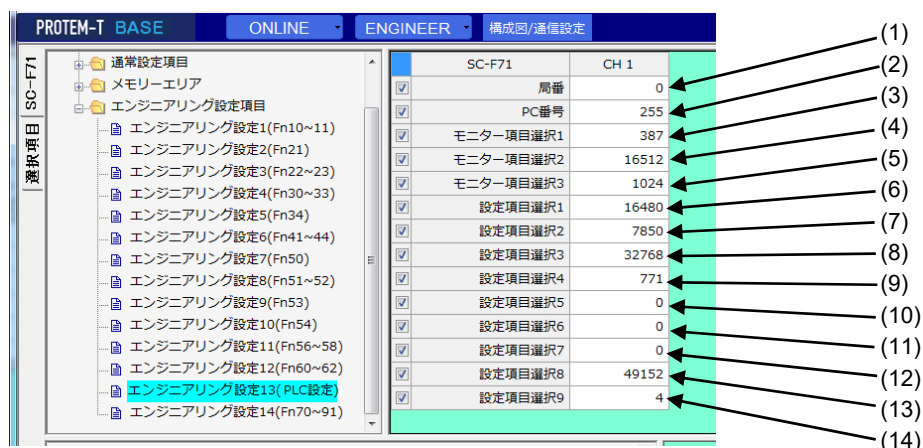 PROTEM-T BASE ONLINE ENGINEER 構成図/通信設定
SC-F71
選択項目
通常設定項目
メモリーエリア
エンジニアリング設定項目
エンジニアリング設定1(Fn10~11)
エンジニアリング設定2(Fn21)
エンジニアリング設定3(Fn22~23)
エンジニアリング設定4(Fn30~33)
エンジニアリング設定5(Fn34)
エンジニアリング設定6(Fn41~44)
エンジニアリング設定7(Fn50)
エンジニアリング設定8(Fn51~52)
エンジニアリング設定9(Fn53)
エンジニアリング設定10(Fn54)
エンジニアリング設定11(Fn56~58)
エンジニアリング設定12(Fn60~62)
エンジニアリング設定13( PLC設定)
エンジニアリング設定14(Fn70~91)
SC-F71 CH 1
局番 0
PC番号 255
モニター項目選択1 387
モニター項目選択2 16512
モニター項目選択3 1024
設定項目選択1 16480
設定項目選択2 7850
設定項目選択3 32768
設定項目選択4 771
設定項目選択5 0
設定項目選択6 0
設定項目選択7 0
設定項目選択8 49152
設定項目選択9 4
(1)
(2)
(3)
(4)
(5)
(6)
(7)
(8)
(9)
(10)
(11)
(12)
(13)
(14)